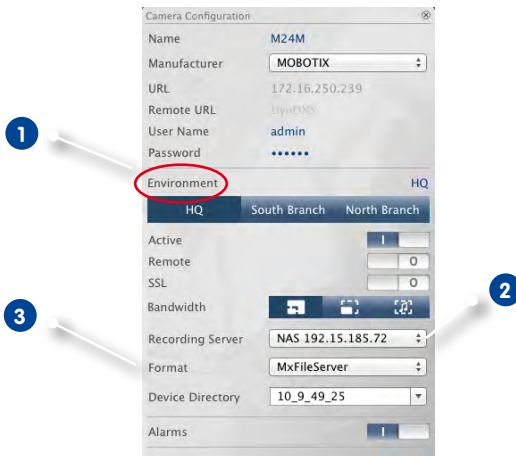 Camera Configuration
Name M24M
Manufacturer MOBOTIX
URL 172.16.250.239
Remote URL DynDNS
User Name admin
Password ••••••
1
Environment HQ
HQ South Branch North Branch
Active I
Remote O
SSL O
Bandwidth
2
3
Recording Server NAS 192.15.185.72
Format MxFileServer
Device Directory 10_9_49_25
Alarms I